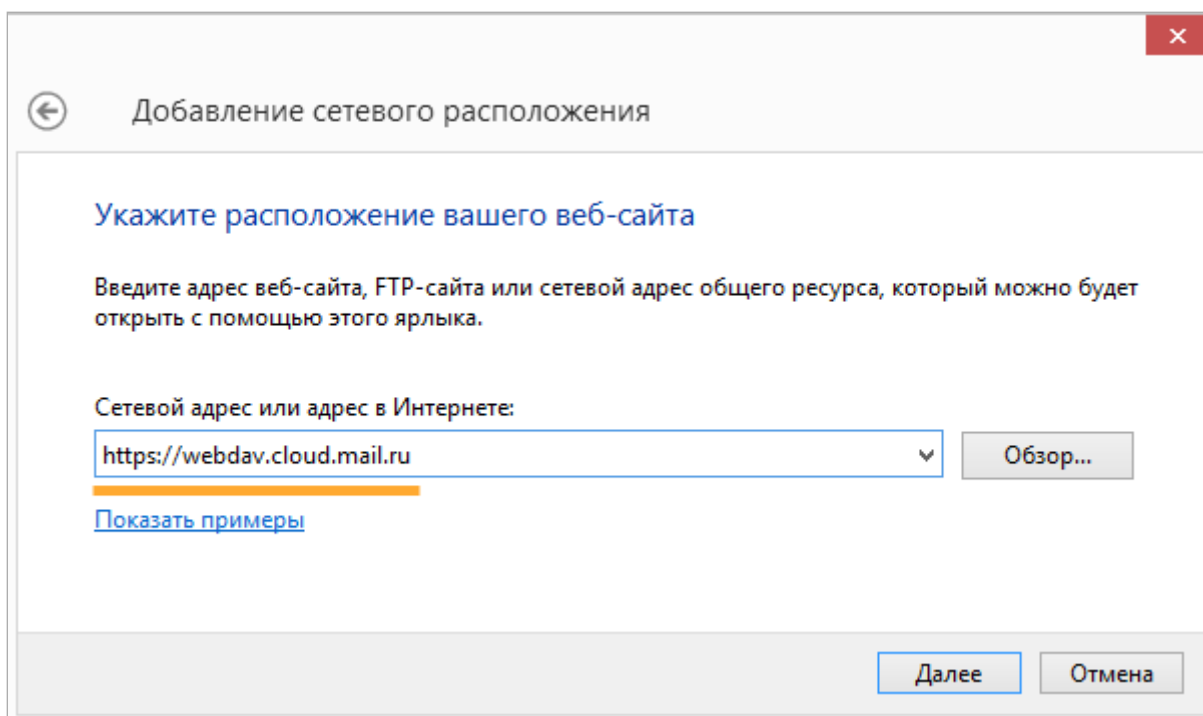 Добавление сетевого расположения
Укажите расположение вашего веб-сайта
Введите адрес веб-сайта, FTP-сайта или сетевой адрес общего ресурса, который можно будет
открыть с помощью этого ярлыка.
Сетевой адрес или адрес в Интернете:
https://webdav.cloud.mail.ru
Обзор...
Показать примеры
Далее
Отмена